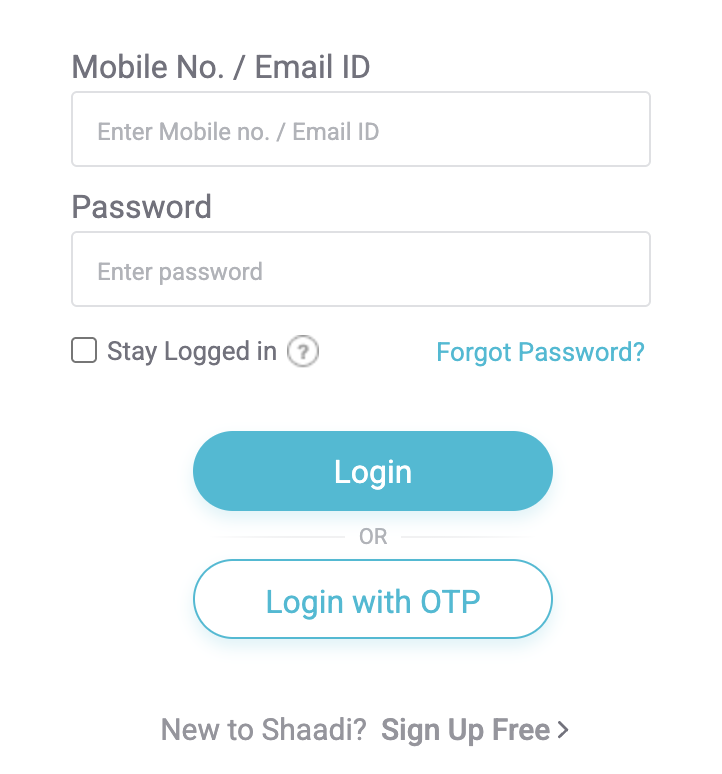 Mobile No. / Email ID
Enter Mobile no. / Email ID
Password
Enter password
Stay Logged in ? Forgot Password?
Login
OR
Login with OTP
New to Shaadi? Sign Up Free >